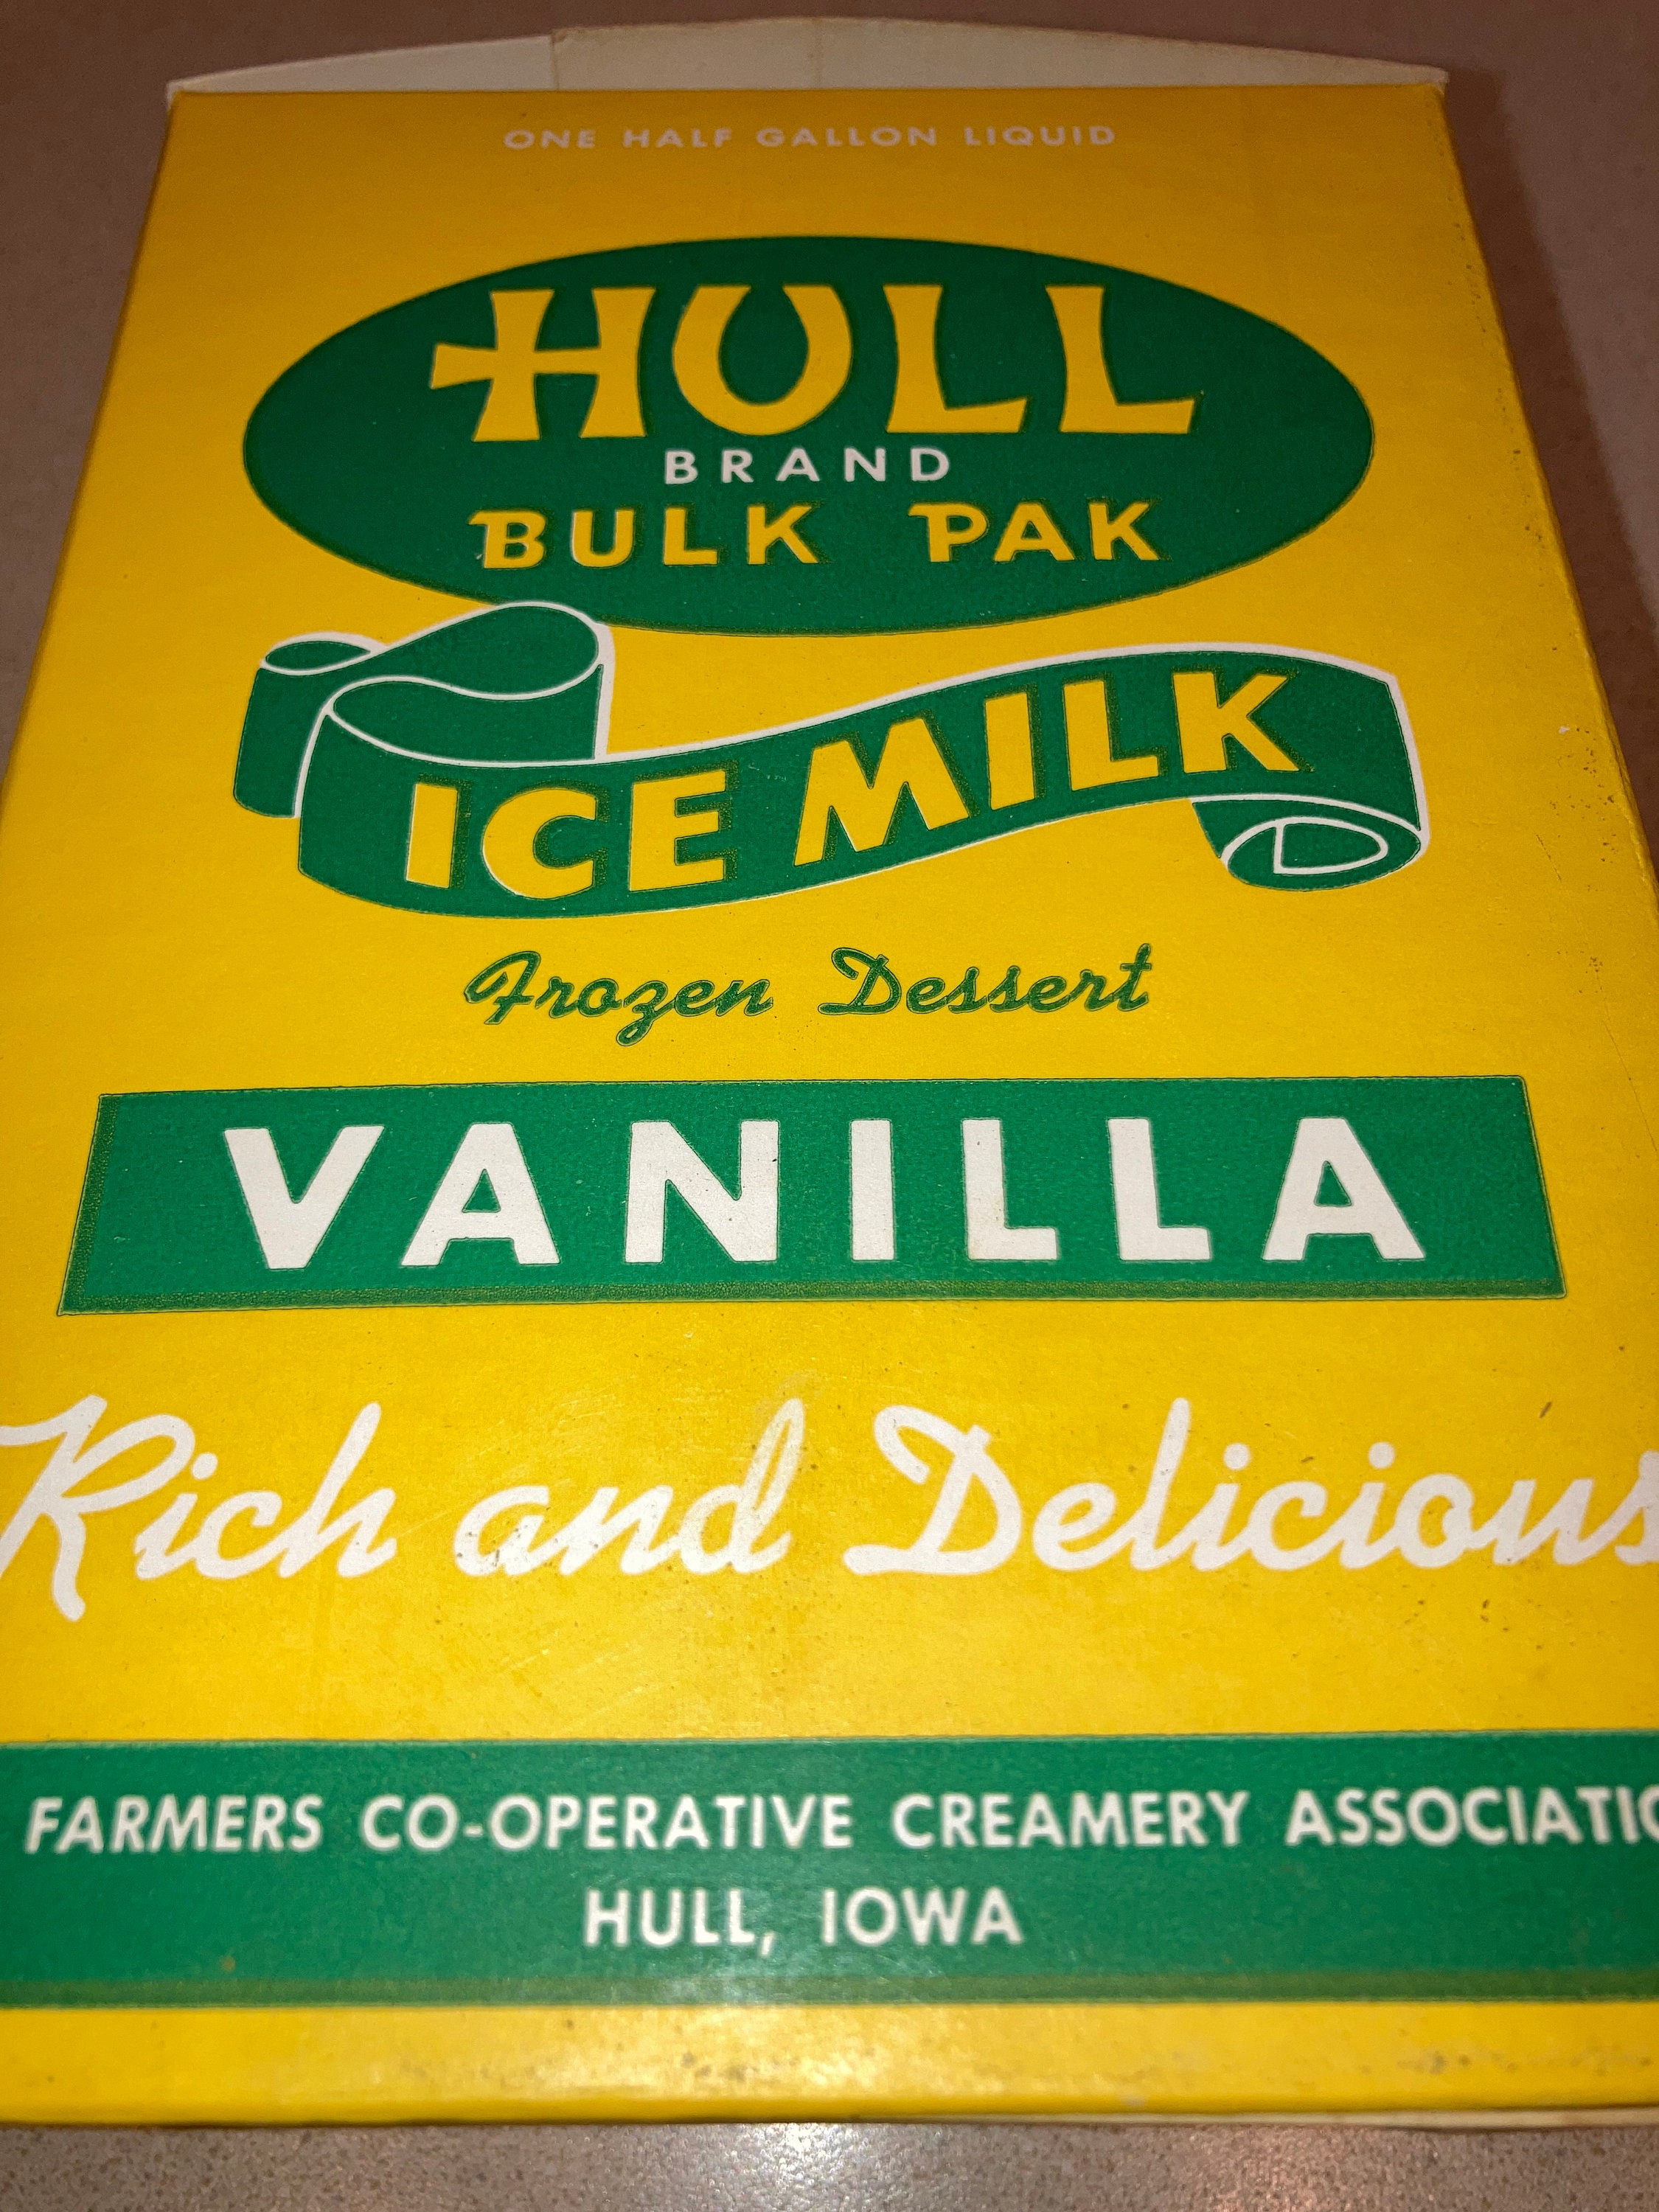 ONE HALF GALLON LIQUID
HULL
BRAND
BULK PAK
ICE MILK
Frozen Dessert
VANILLA
Rich and Delicious
FARMERS CO-OPERATIVE CREAMERY ASSOCIATIO
HULL, IOWA